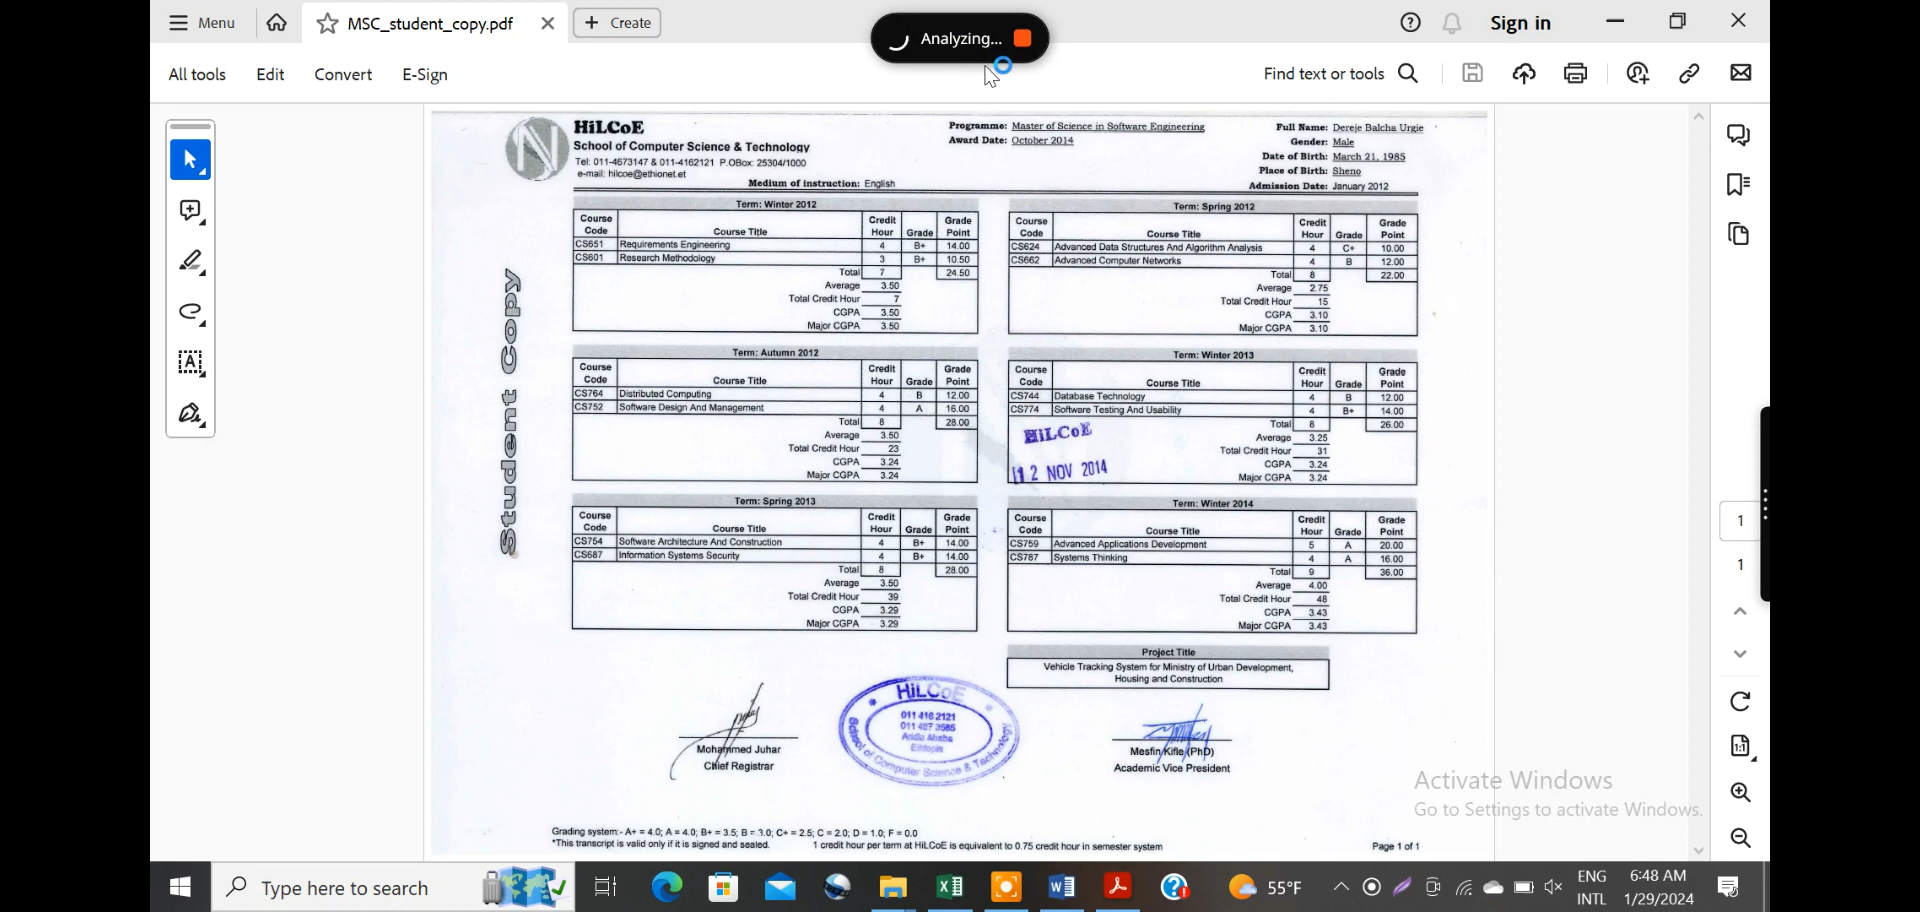 Menu
MSC_student_copy.pdf
Create
Analyzing...
Sign in
All tools
Edit
Convert
E-Sign
Find text or tools
HiLCoE
School of Computer Science & Technology
Tel: 011-4673147 & 011-4162121 P.OBox: 25304/1000
e-mail: hilcoe@ethionet.et
Medium of instruction: English
Programme: Master of Science in Software Engineering
Award Date: October 2014
Full Name: Dereje Balcha Urgie
Gender: Male
Date of Birth: March 21, 1985
Place of Birth: Sheno
Admission Date: January 2012
Student Copy
Term: Winter 2012
Course Code Course Title Credit Hour Grade Grade Point
CS651 Requirements Engineering 4 B+ 14.00
CS601 Research Methodology 3 B+ 10.50
Total 7 24.50
Average 3.50
Total Credit Hour 7
CGPA 3.50
Major CGPA 3.50
Term: Spring 2012
Course Code Course Title Credit Hour Grade Grade Point
CS624 Advanced Data Structures And Algorithm Analysis 4 C+ 10.00
CS662 Advanced Computer Networks 4 B 12.00
Total 8 22.00
Average 2.75
Total Credit Hour 15
CGPA 3.10
Major CGPA 3.10
Term: Autumn 2012
Course Code Course Title Credit Hour Grade Grade Point
CS764 Distributed Computing 4 B 12.00
CS752 Software Design And Management 4 A 16.00
Total 8 28.00
Average 3.50
Total Credit Hour 23
CGPA 3.24
Major CGPA 3.24
Term: Winter 2013
Course Code Course Title Credit Hour Grade Grade Point
CS744 Database Technology 4 B 12.00
CS774 Software Testing And Usability 4 B+ 14.00
Total 8 26.00
Average 3.25
Total Credit Hour 31
CGPA 3.24
Major CGPA 3.24
HiLCoE
12 NOV 2014
Term: Spring 2013
Course Code Course Title Credit Hour Grade Grade Point
CS754 Software Architecture And Construction 4 B+ 14.00
CS687 Information Systems Security 4 B+ 14.00
Total 8 28.00
Average 3.50
Total Credit Hour 39
CGPA 3.29
Major CGPA 3.29
Term: Winter 2014
Course Code Course Title Credit Hour Grade Grade Point
CS759 Advanced Applications Development 5 A 20.00
CS787 Systems Thinking 4 A 16.00
Total 9 36.00
Average 4.00
Total Credit Hour 48
CGPA 3.43
Major CGPA 3.43
Project Title
Vehicle Tracking System for Ministry of Urban Development,
Housing and Construction
Mohammed Juhar
Chief Registrar
HiLCoE
011 416 2121
School of Computer Science & Technology
Mesfin Kifle (PhD)
Academic Vice President
Grading system:- A+ = 4.0; A = 4.0; B+ = 3.5; B = 3.0; C+ = 2.5; C = 2.0; D = 1.0; F = 0.0
*This transcript is valid only if it is signed and sealed. 1 credit hour per term at HiLCoE is equivalent to 0.75 credit hour in semester system
Page 1 of 1
1
1
Activate Windows
Go to Settings to activate Windows.
Type here to search
55°F
ENG
INTL
6:48 AM
1/29/2024